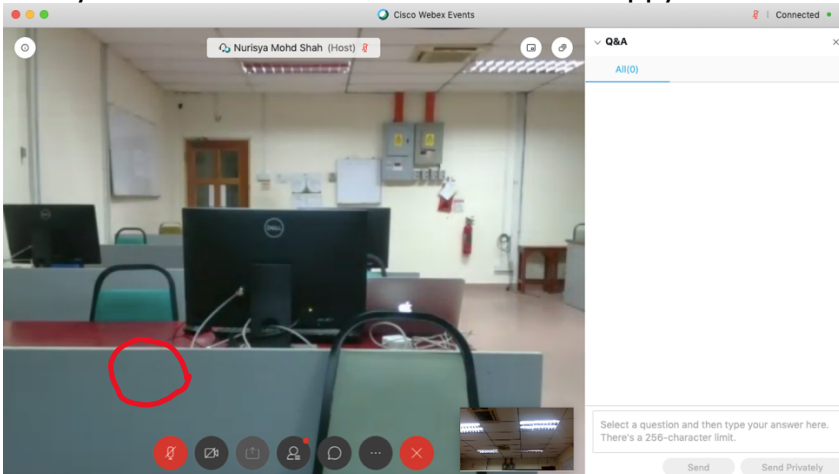 Cisco Webex Events
Connected
Nurisya Mohd Shah (Host)
Q&A
All(0)
DELL
Select a question and then type your answer here.
There's a 256-character limit.
Send
Send Privately